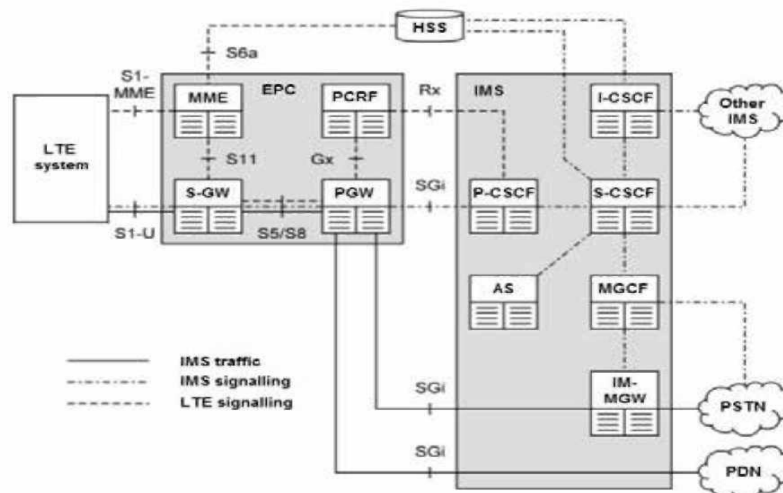 HSS
S6a
S1-
MME
MME
EPC
PCRF
Rx
IMS
I-CSCF
Other
IMS
LTE
system
S11
Gx
S-GW
PGW
SGi
P-CSCF
S-CSCF
S1-U
S5/S8
AS
MGCF
IMS traffic
IMS signalling
LTE signalling
SGi
IM-
MGW
PSTN
SGi
PDN